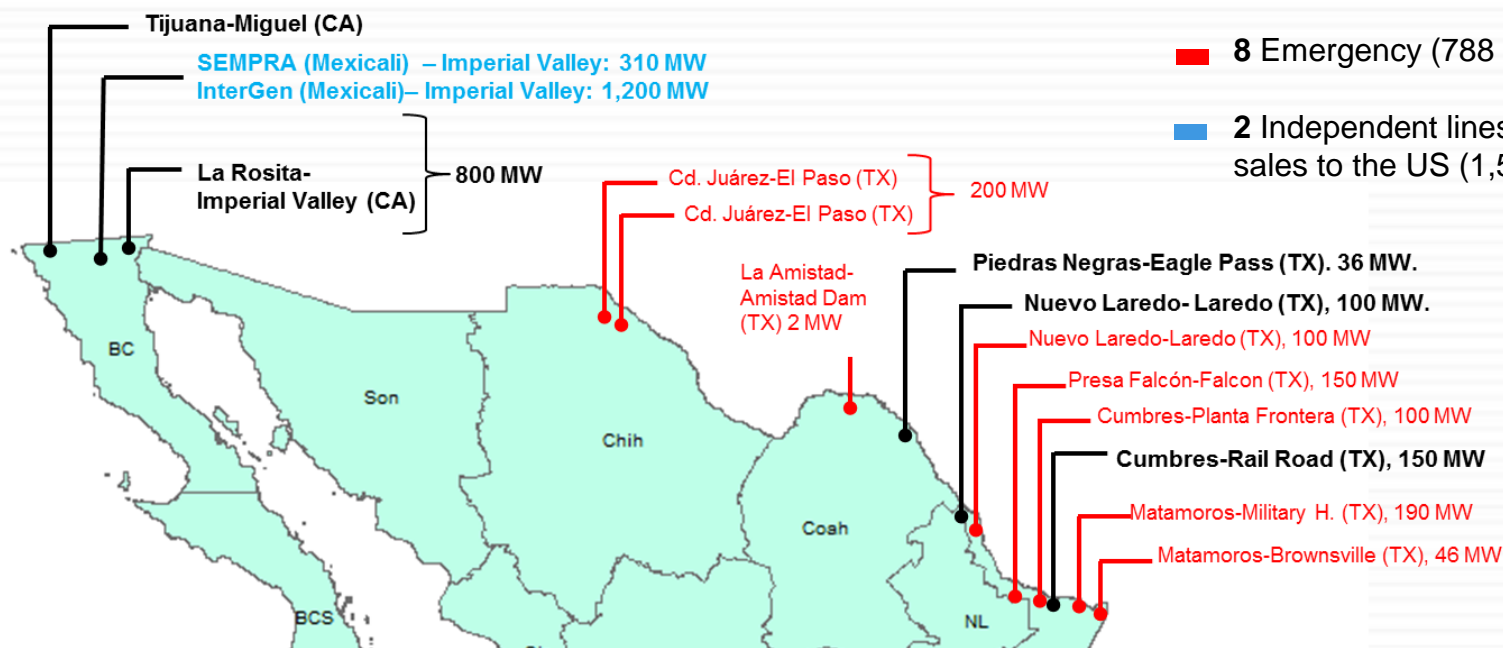 Tijuana-Miguel (CA)
SEMPRA (Mexicali) – Imperial Valley: 310 MW
InterGen (Mexicali)– Imperial Valley: 1,200 MW
La Rosita-
Imperial Valley (CA)
800 MW
8 Emergency (788
2 Independent lines
sales to the US (1,5
Cd. Juárez-El Paso (TX)
Cd. Juárez-El Paso (TX)
200 MW
La Amistad-
Amistad Dam
(TX) 2 MW
Piedras Negras-Eagle Pass (TX). 36 MW.
Nuevo Laredo- Laredo (TX), 100 MW.
Nuevo Laredo-Laredo (TX), 100 MW
Presa Falcón-Falcon (TX), 150 MW
Cumbres-Planta Frontera (TX), 100 MW
Cumbres-Rail Road (TX), 150 MW
Matamoros-Military H. (TX), 190 MW
Matamoros-Brownsville (TX), 46 MW
BC
Son
Chih
Coah
BCS
NL